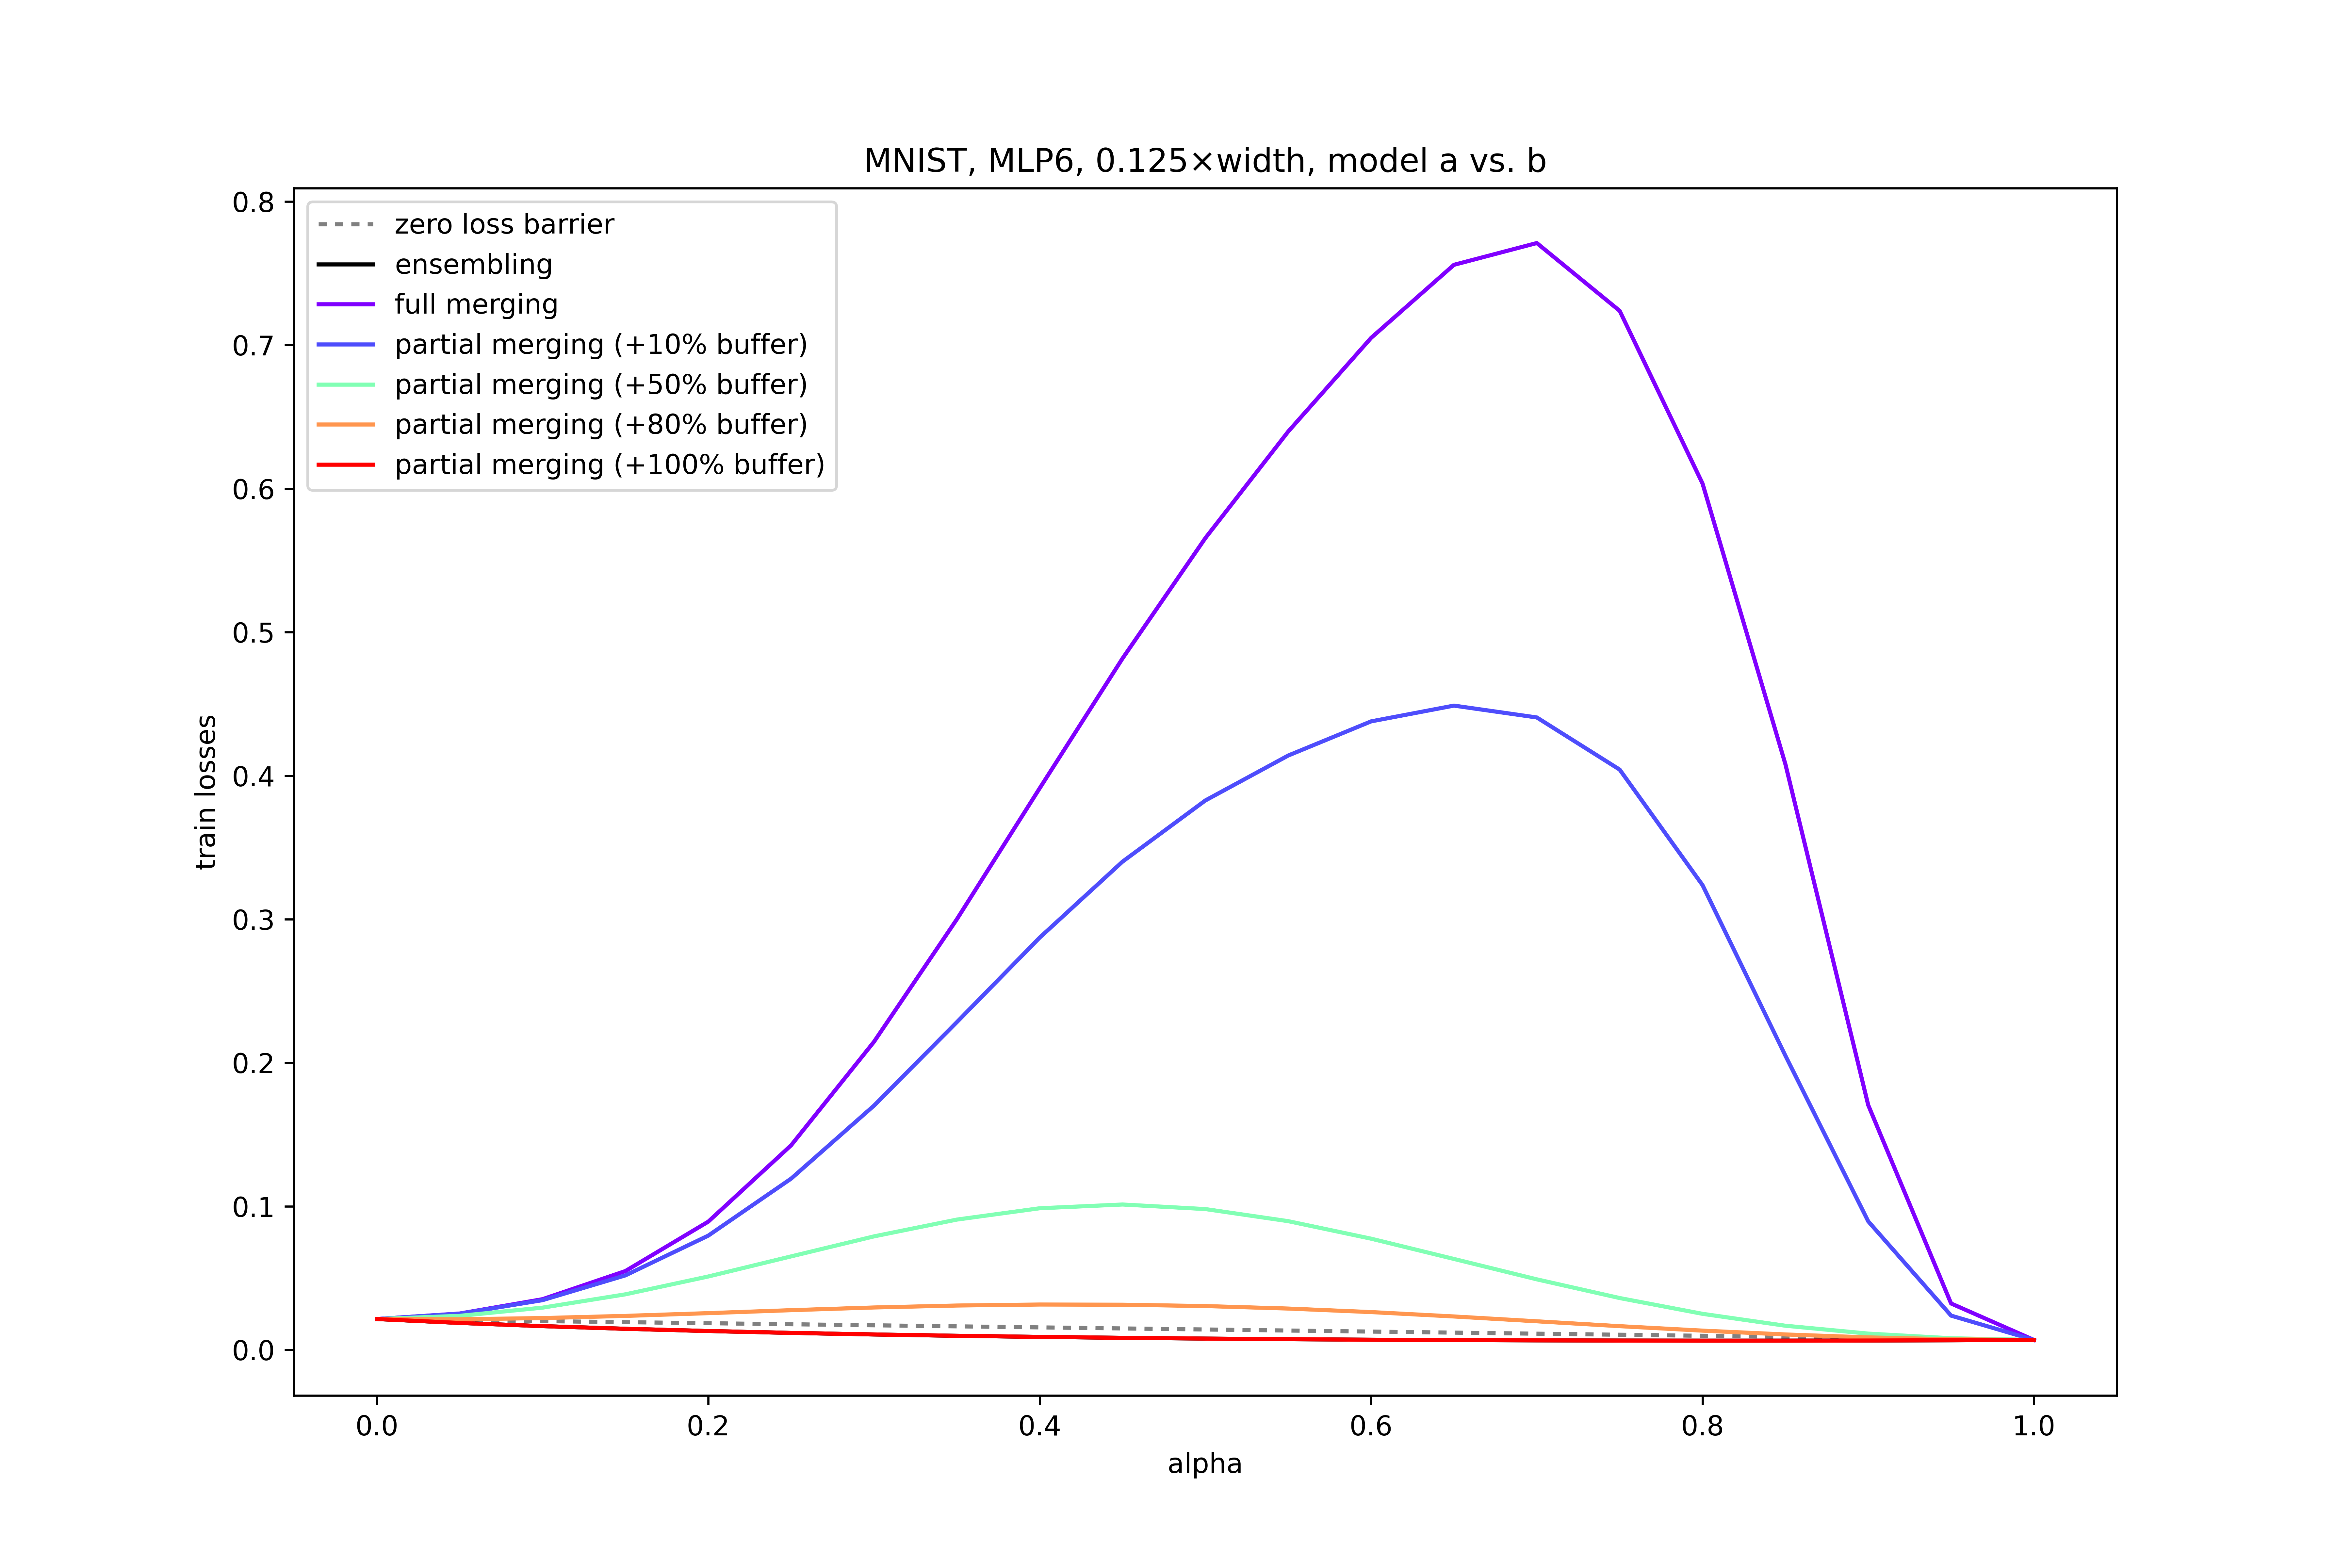 MNIST, MLP6, 0.125×width, model a vs. b
0.8
0.7
0.6
0.5
0.4
0.3
0.2
0.1
0.0
train losses
zero loss barrier
ensembling
full merging
partial merging (+10% buffer)
partial merging (+50% buffer)
partial merging (+80% buffer)
partial merging (+100% buffer)
0.0 0.2 0.4 0.6 0.8 1.0
alpha